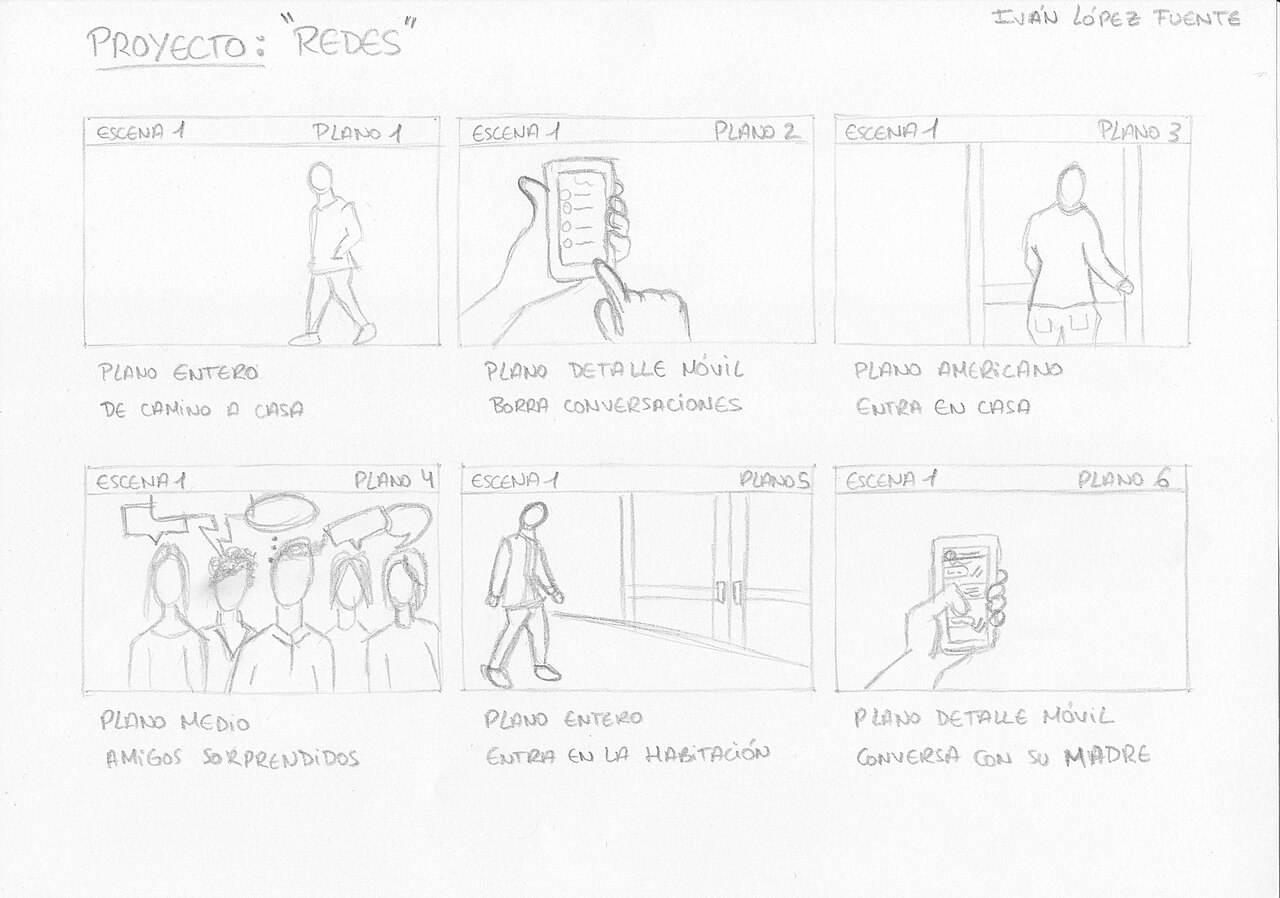 PROYECTO: "REDES"
IVÁN LÓPEZ FUENTE
ESCENA 1 PLANO 1
PLANO ENTERO
DE CAMINO A CASA
ESCENA 1 PLANO 2
PLANO DETALLE MÓVIL
BORRA CONVERSACIONES
ESCENA 1 PLANO 3
PLANO AMERICANO
ENTRA EN CASA
ESCENA 1 PLANO 4
PLANO MEDIO
AMIGOS SORPRENDIDOS
ESCENA 1 PLANO 5
PLANO ENTERO
ENTRA EN LA HABITACIÓN
ESCENA 1 PLANO 6
PLANO DETALLE MÓVIL
CONVERSA CON SU MADRE